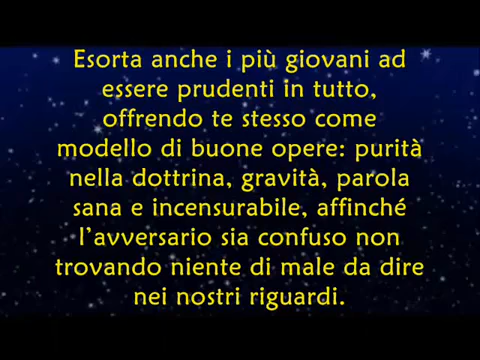 Esorta anche i più giovani ad
essere prudenti in tutto,
offrendo te stesso come
modello di buone opere: purità
nella dottrina, gravità, parola
sana e incensurabile, affinché
l’avversario sia confuso non
trovando niente di male da dire
nei nostri riguardi.